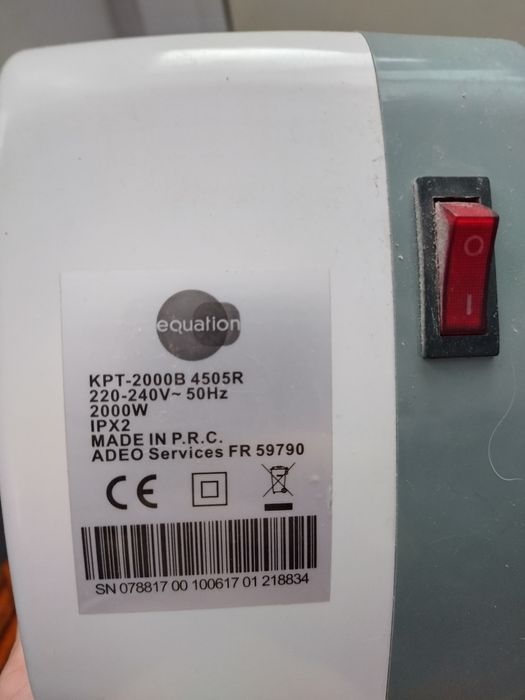 equation
KPT-2000B 4505R
220-240V~ 50Hz
2000W
IPX2
MADE IN P.R.C.
ADEO Services FR 59790
CE
SN 078817 00 100617 01 218834
O
I